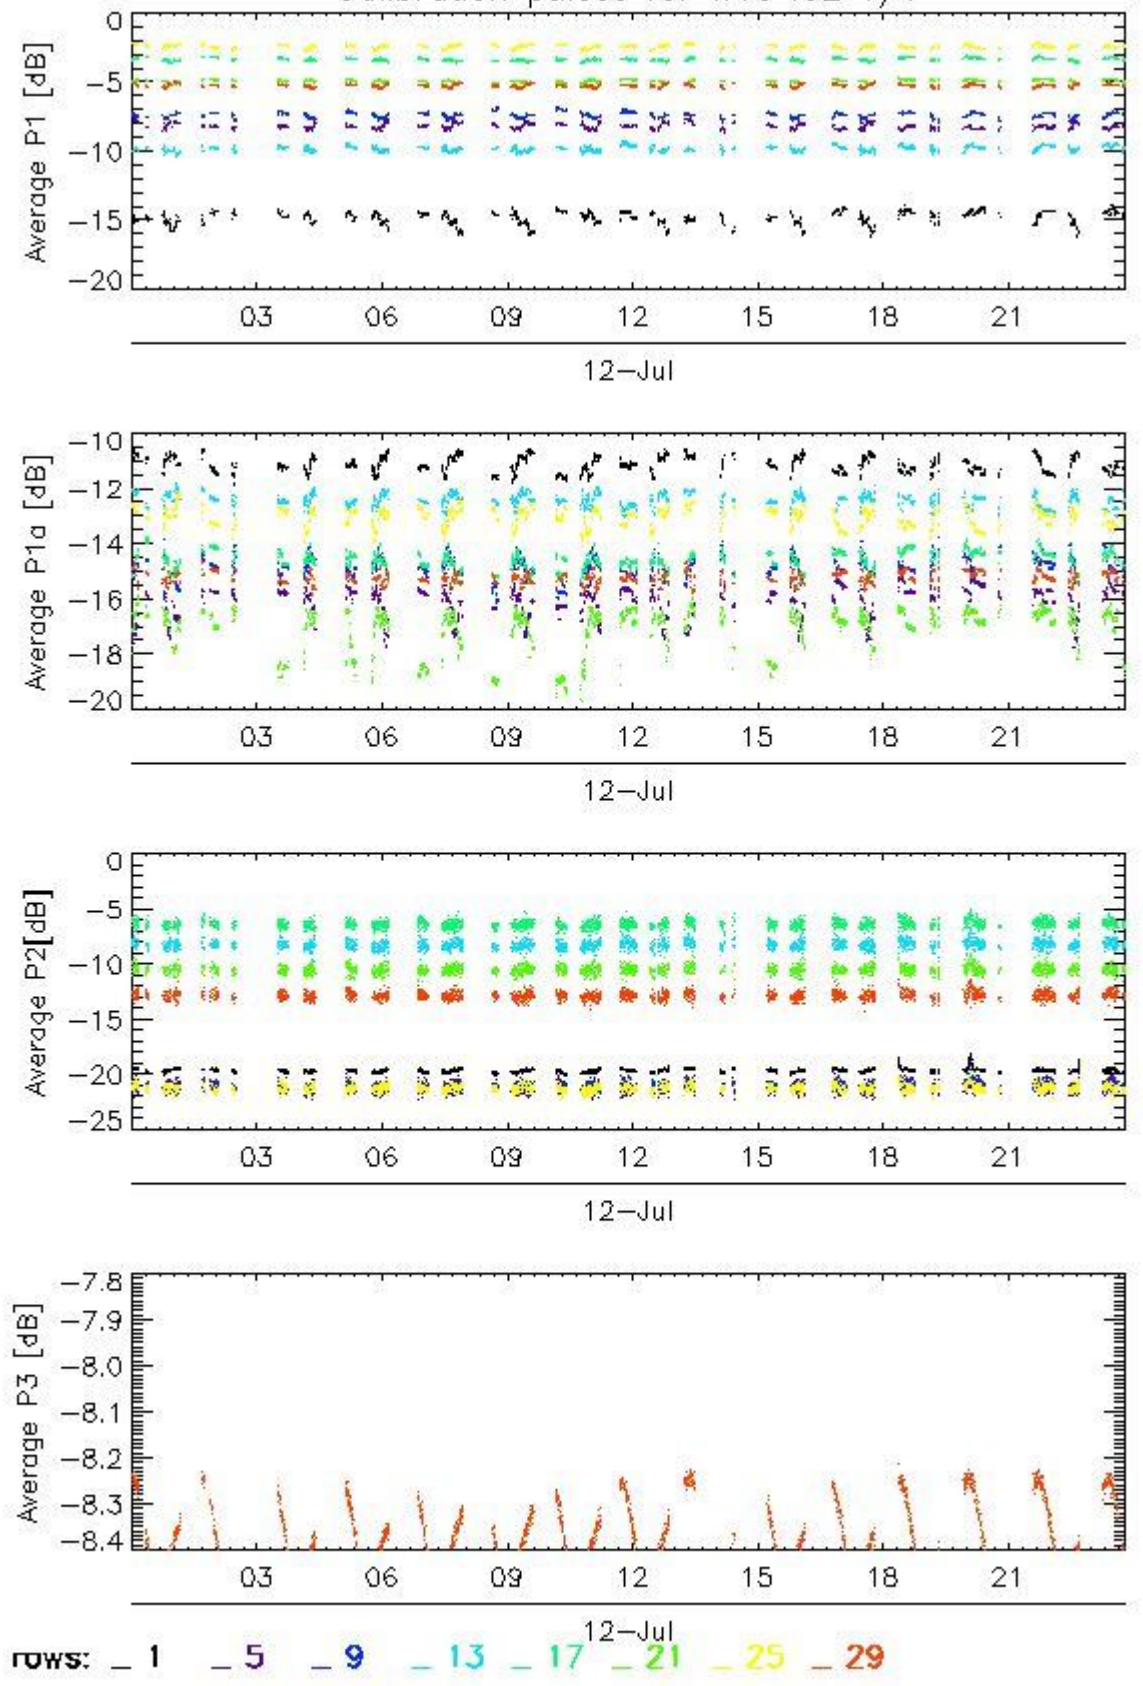 Average P1 [dB]
0
−5
−10
−15
−20
03 06 09 12 15 18 21
12−Jul
Average P1a [dB]
−10
−12
−14
−16
−18
−20
03 06 09 12 15 18 21
12−Jul
Average P2[dB]
0
−5
−10
−15
−20
−25
03 06 09 12 15 18 21
12−Jul
Average P3 [dB]
−7.8
−7.9
−8.0
−8.1
−8.2
−8.3
−8.4
03 06 09 12 15 18 21
12−Jul
rows: _ 1 _ 5 _ 9 _ 13 _ 17 _ 21 _ 25 _ 29